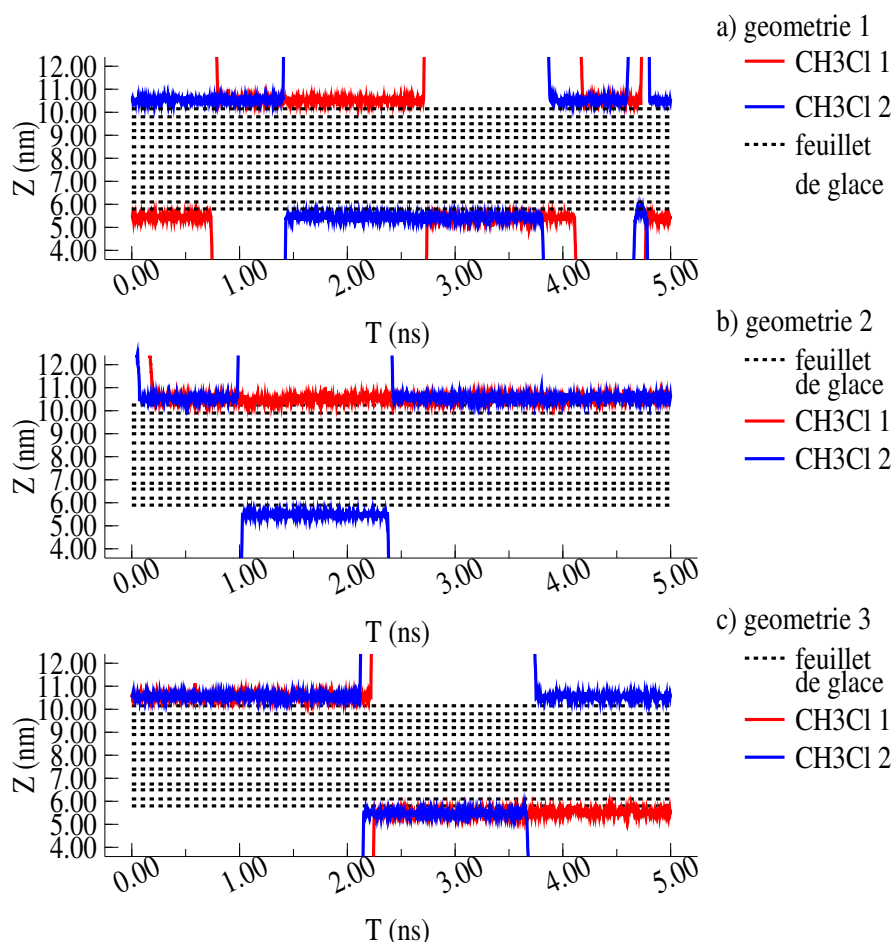 a) geometrie 1
CH3Cl 1
CH3Cl 2
feuillet
de glace
Z (nm)
12.00
11.00
10.00
9.00
8.00
7.00
6.00
5.00
4.00
0.00 1.00 2.00 3.00 4.00 5.00
T (ns)
b) geometrie 2
feuillet
de glace
CH3Cl 1
CH3Cl 2
Z (nm)
12.00
11.00
10.00
9.00
8.00
7.00
6.00
5.00
4.00
0.00 1.00 2.00 3.00 4.00 5.00
T (ns)
c) geometrie 3
feuillet
de glace
CH3Cl 1
CH3Cl 2
Z (nm)
12.00
11.00
10.00
9.00
8.00
7.00
6.00
5.00
4.00
0.00 1.00 2.00 3.00 4.00 5.00
T (ns)